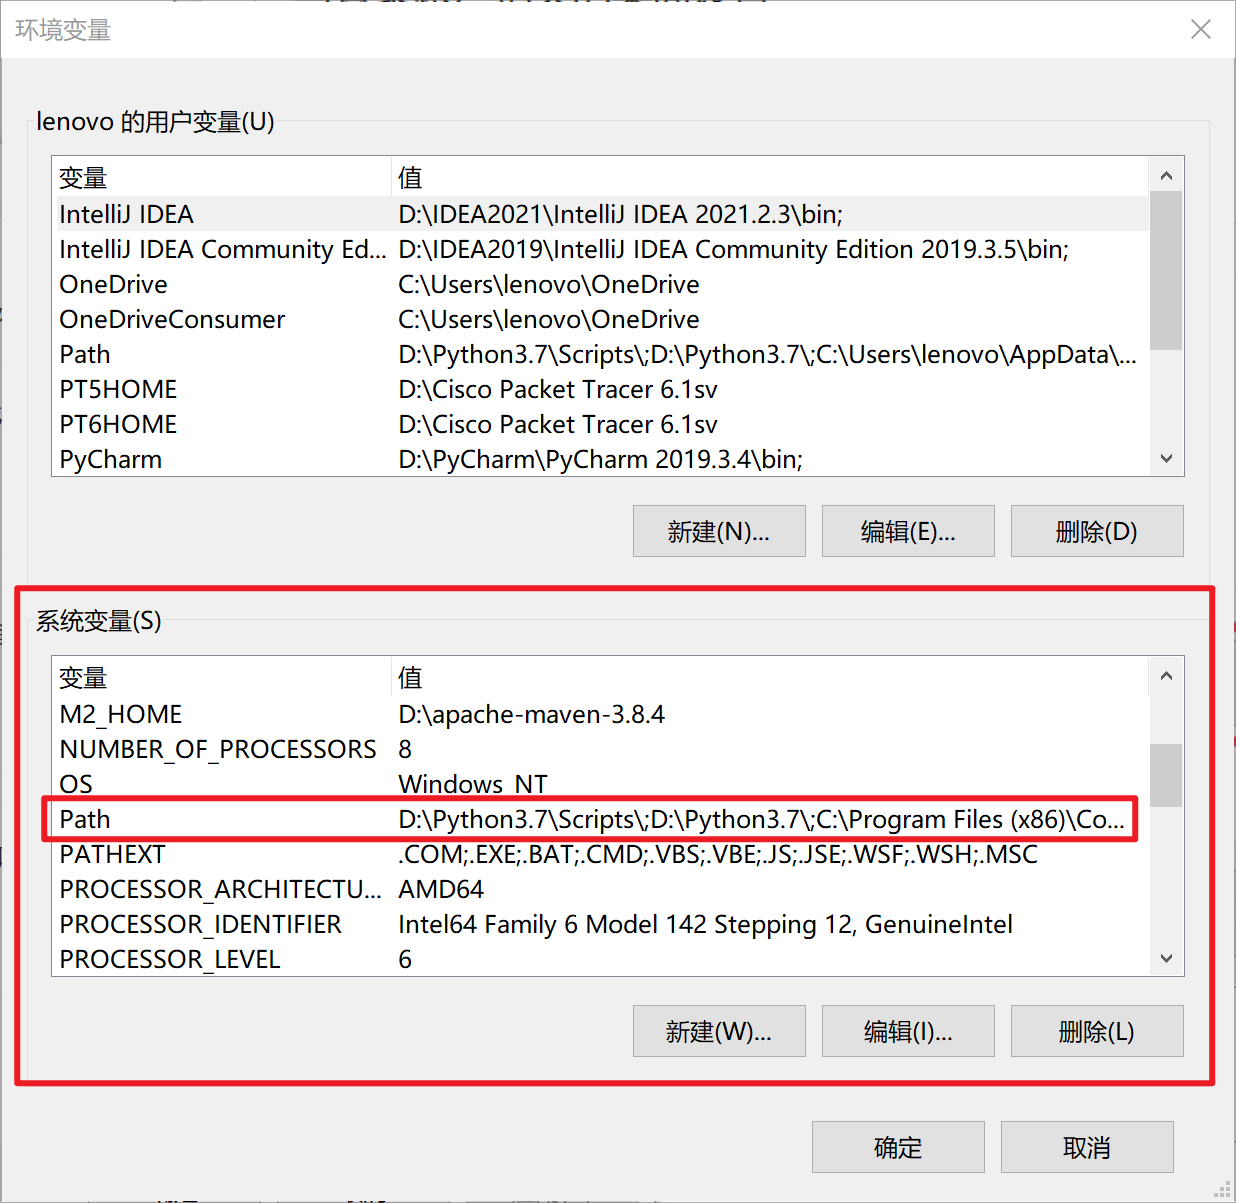 环境变量
lenovo 的用户变量(U)
变量 值
IntelliJ IDEA D:\IDEA2021\IntelliJ IDEA 2021.2.3\bin;
IntelliJ IDEA Community Ed... D:\IDEA2019\IntelliJ IDEA Community Edition 2019.3.5\bin;
OneDrive C:\Users\lenovo\OneDrive
OneDriveConsumer C:\Users\lenovo\OneDrive
Path D:\Python3.7\Scripts\;D:\Python3.7\;C:\Users\lenovo\AppData\...
PT5HOME D:\Cisco Packet Tracer 6.1sv
PT6HOME D:\Cisco Packet Tracer 6.1sv
PyCharm D:\PyCharm\PyCharm 2019.3.4\bin;
新建(N)... 编辑(E)... 删除(D)
系统变量(S)
变量 值
M2_HOME D:\apache-maven-3.8.4
NUMBER_OF_PROCESSORS 8
OS Windows_NT
Path D:\Python3.7\Scripts\;D:\Python3.7\;C:\Program Files (x86)\Co...
PATHEXT .COM;.EXE;.BAT;.CMD;.VBS;.VBE;.JS;.JSE;.WSF;.WSH;.MSC
PROCESSOR_ARCHITECTU... AMD64
PROCESSOR_IDENTIFIER Intel64 Family 6 Model 142 Stepping 12, GenuineIntel
PROCESSOR_LEVEL 6
新建(W)... 编辑(I)... 删除(L)
确定 取消